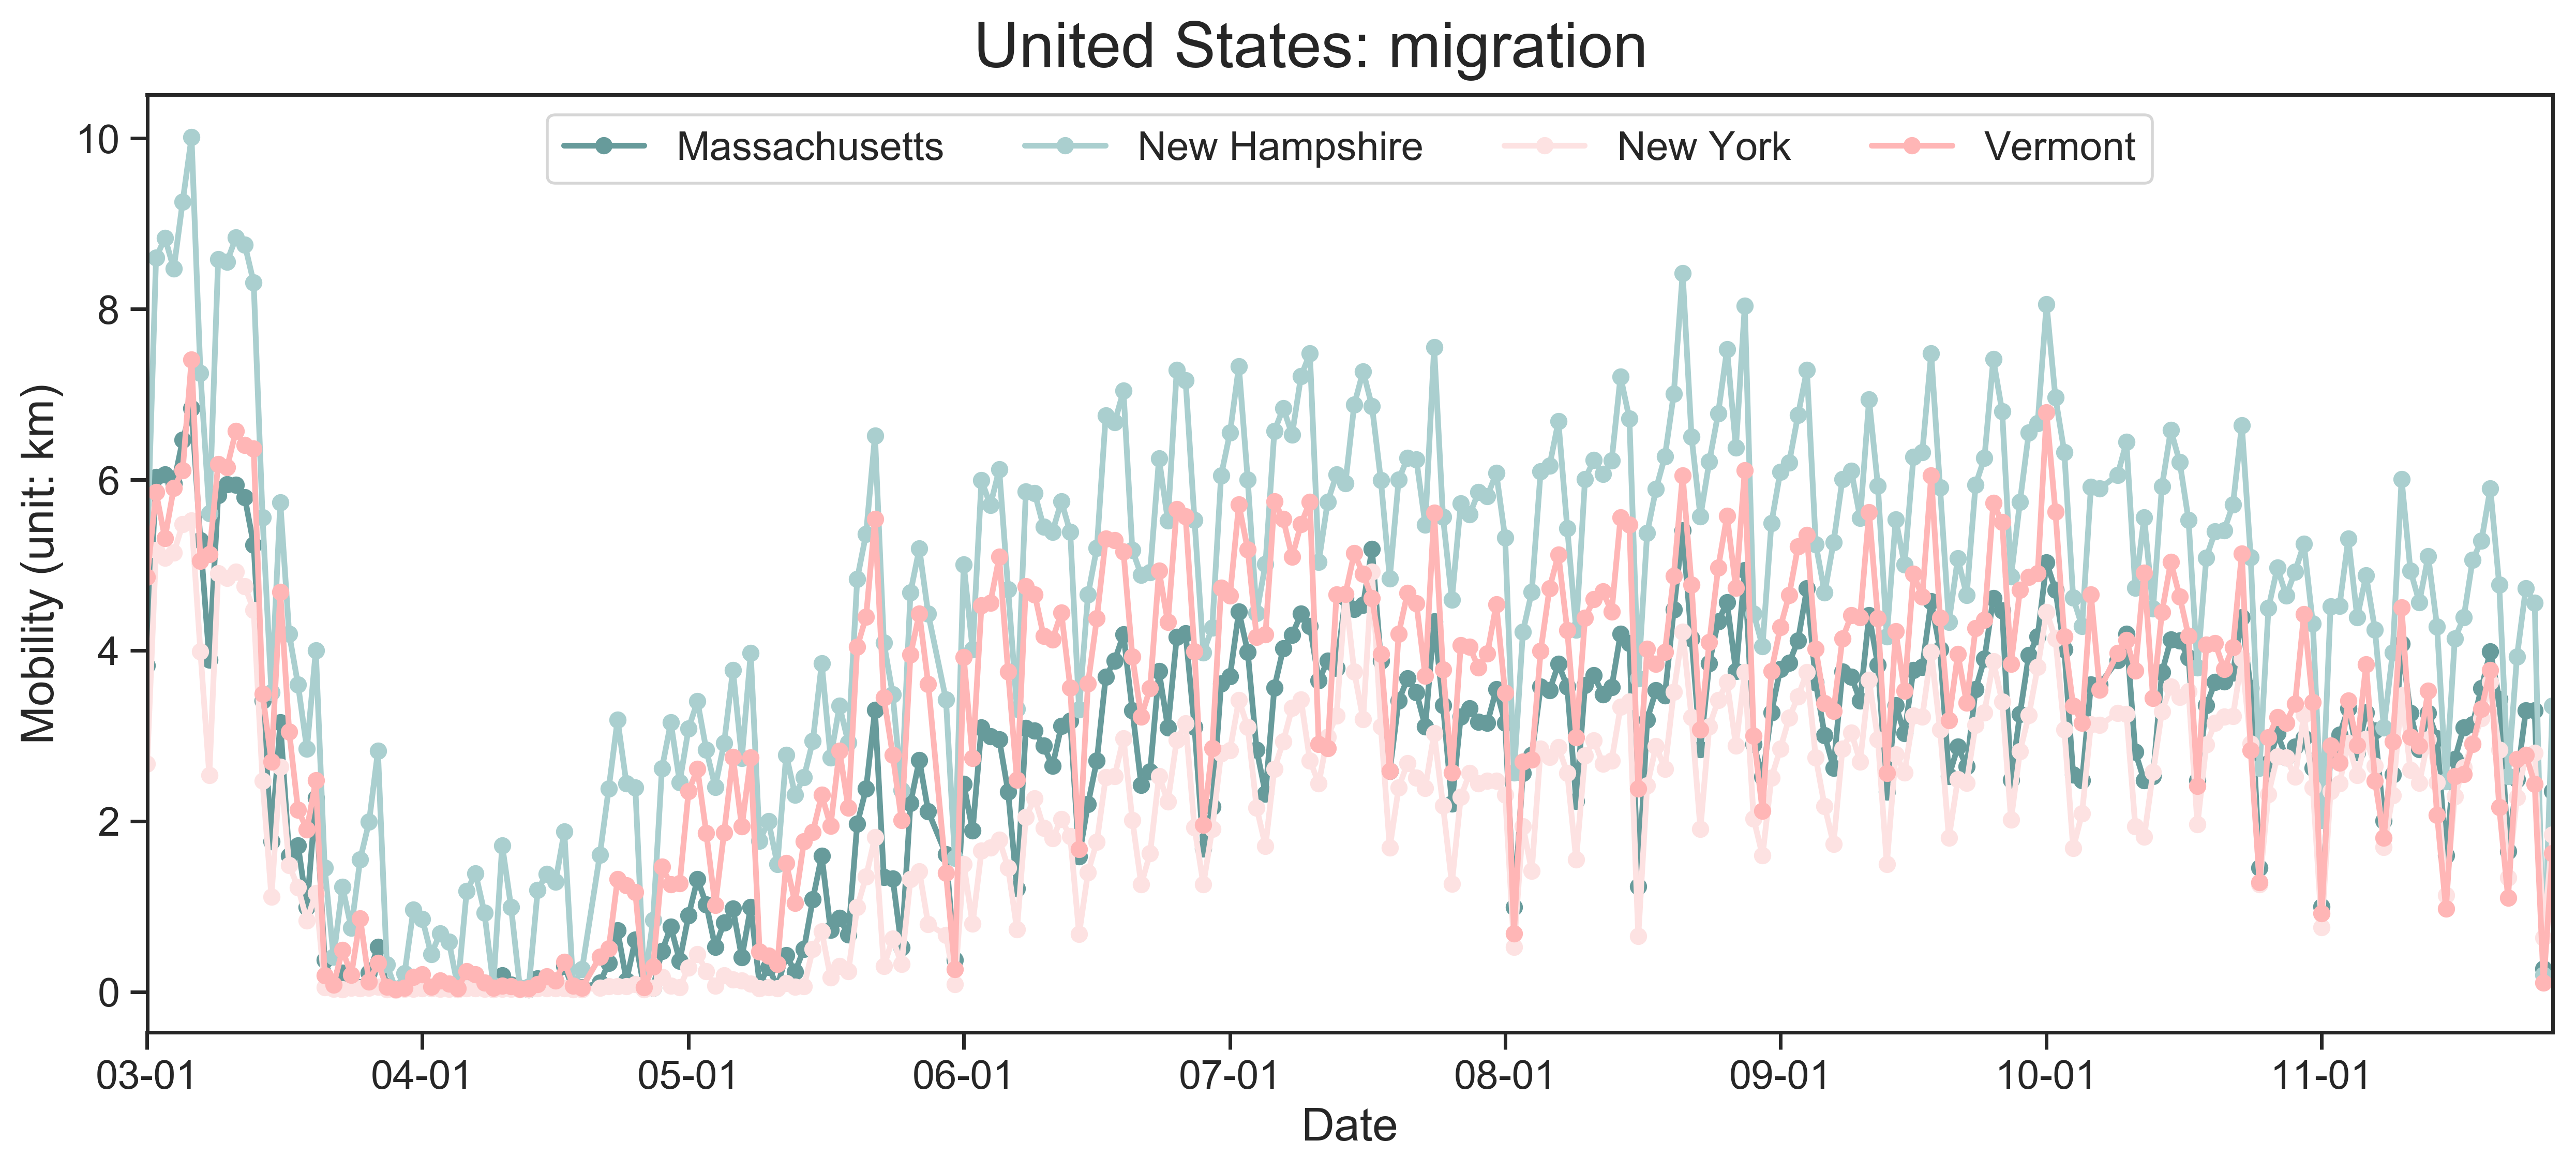 United States: migration
Massachusetts New Hampshire New York Vermont
10
8
6
4
2
0
Mobility (unit: km)
03-01 04-01 05-01 06-01 07-01 08-01 09-01 10-01 11-01
Date